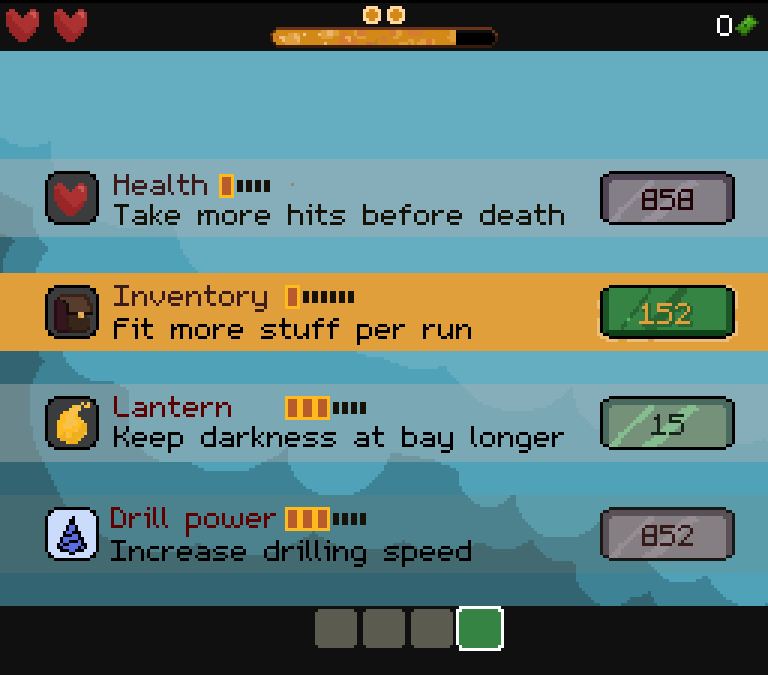 0
Health
Take more hits before death
858
Inventory
Fit more stuff per run
152
Lantern
Keep darkness at bay longer
15
Drill power
Increase drilling speed
852